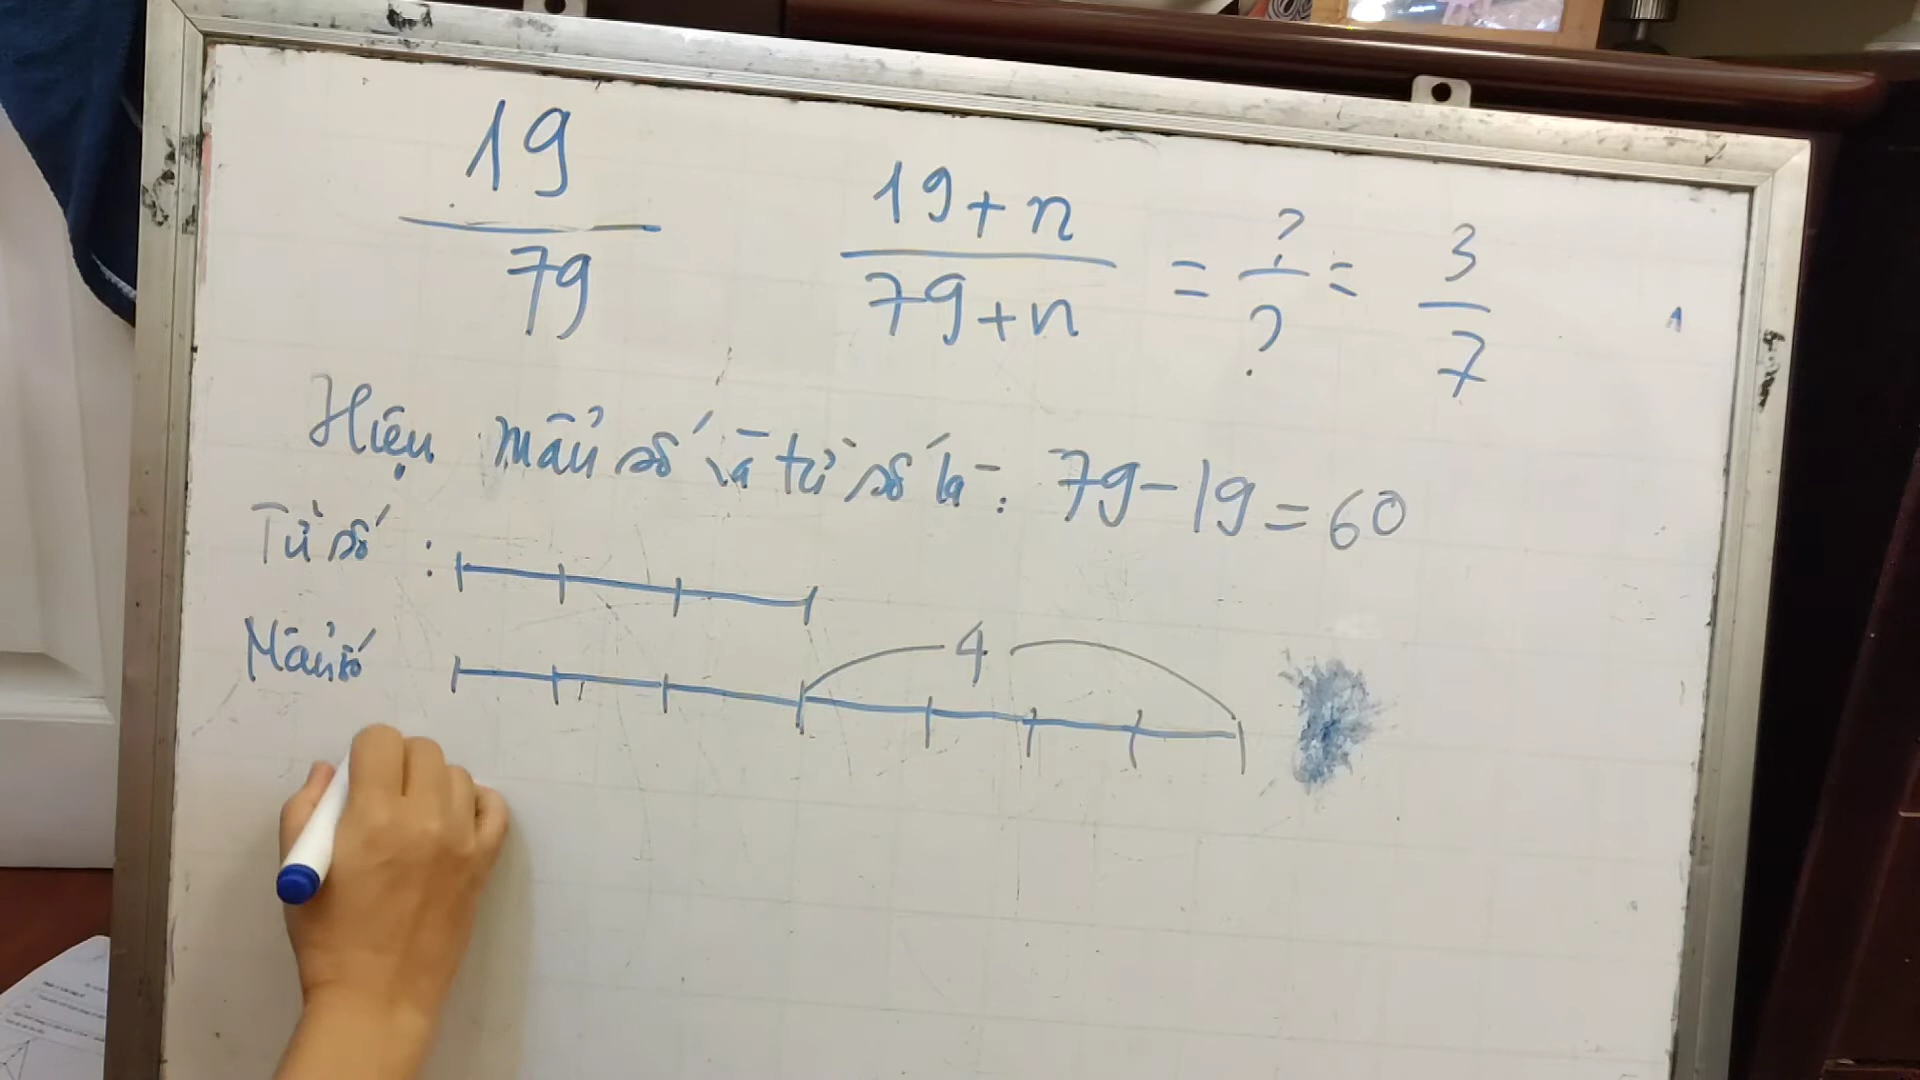 19/79
(19+n)/(79+n) = ?/? = 3/7
Hiệu mẫu số và tử số là: 79-19=60
Tử số :
Mẫu số
4